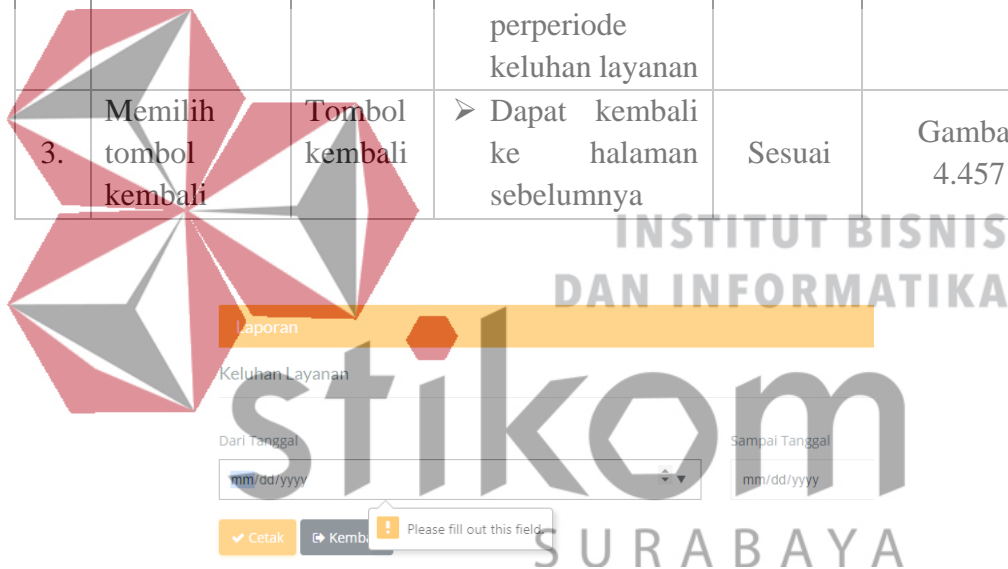 perperiode
keluhan layanan
3. Memilih tombol kembali
Tombol kembali
➢ Dapat kembali ke halaman sebelumnya
Sesuai
Gamba
4.457
INSTITUT BISNIS
DAN INFORMATIKA
stikom
SURABAYA
Laporan
Keluhan Layanan
Dari Tanggal
Sampai Tanggal
mm/dd/yyyy
mm/dd/yyyy
Cetak
Kemba
Please fill out this field.